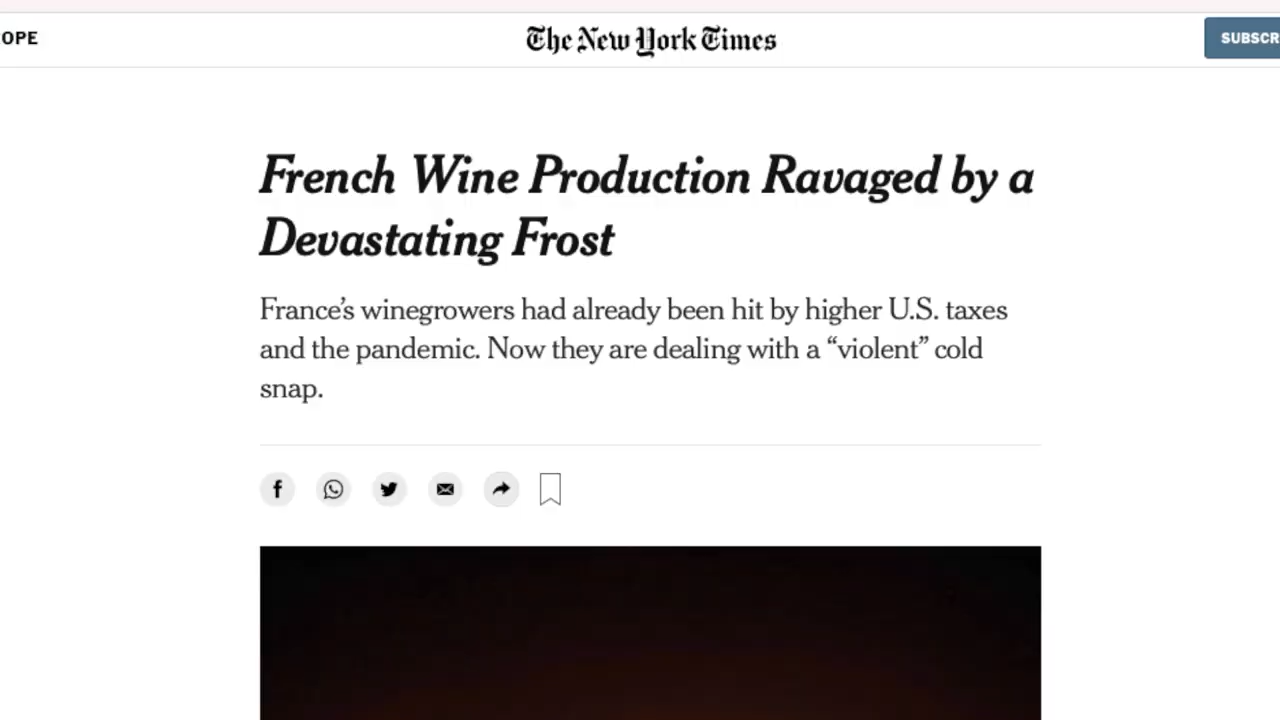 OPE
The New York Times
SUBSCR
French Wine Production Ravaged by a
Devastating Frost
France’s winegrowers had already been hit by higher U.S. taxes
and the pandemic. Now they are dealing with a “violent” cold
snap.